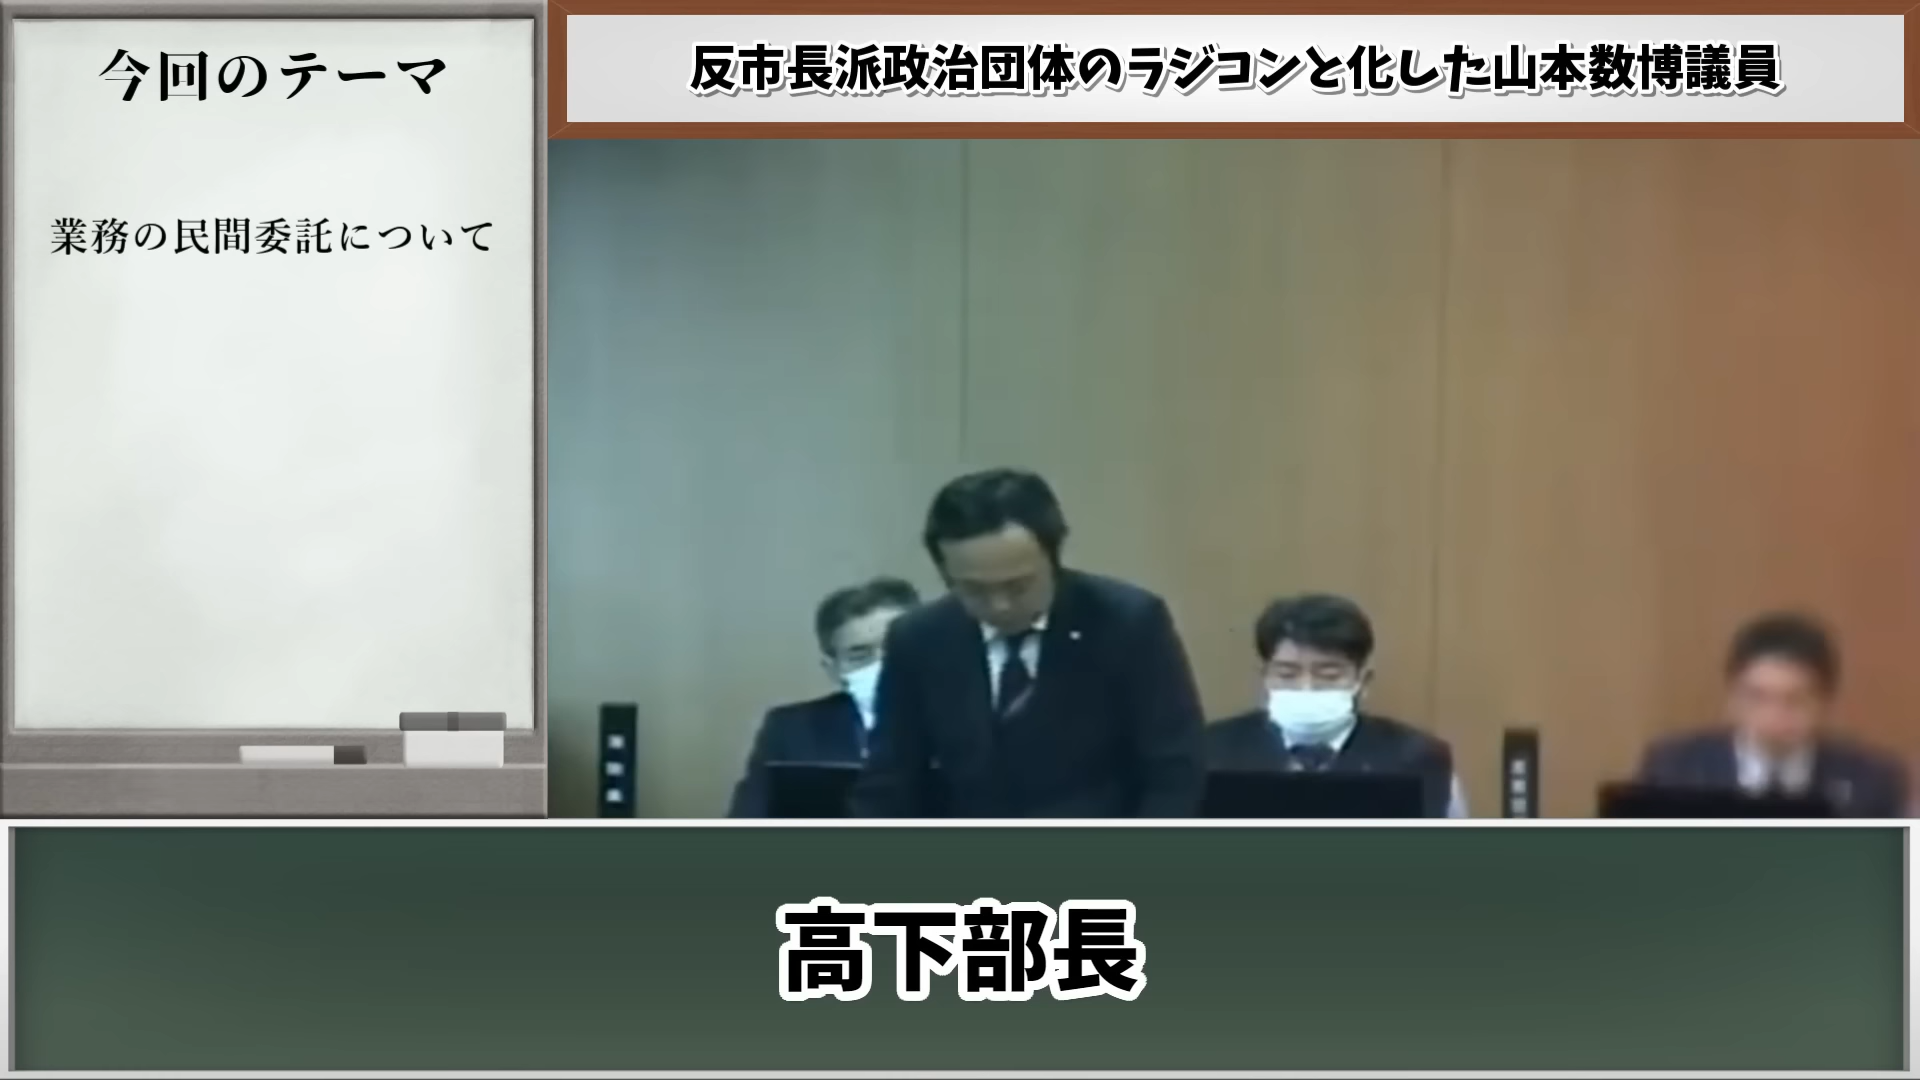 今回のテーマ
業務の民間委託について
反市長派政治団体のラジコンと化した山本数博議員
高下部長